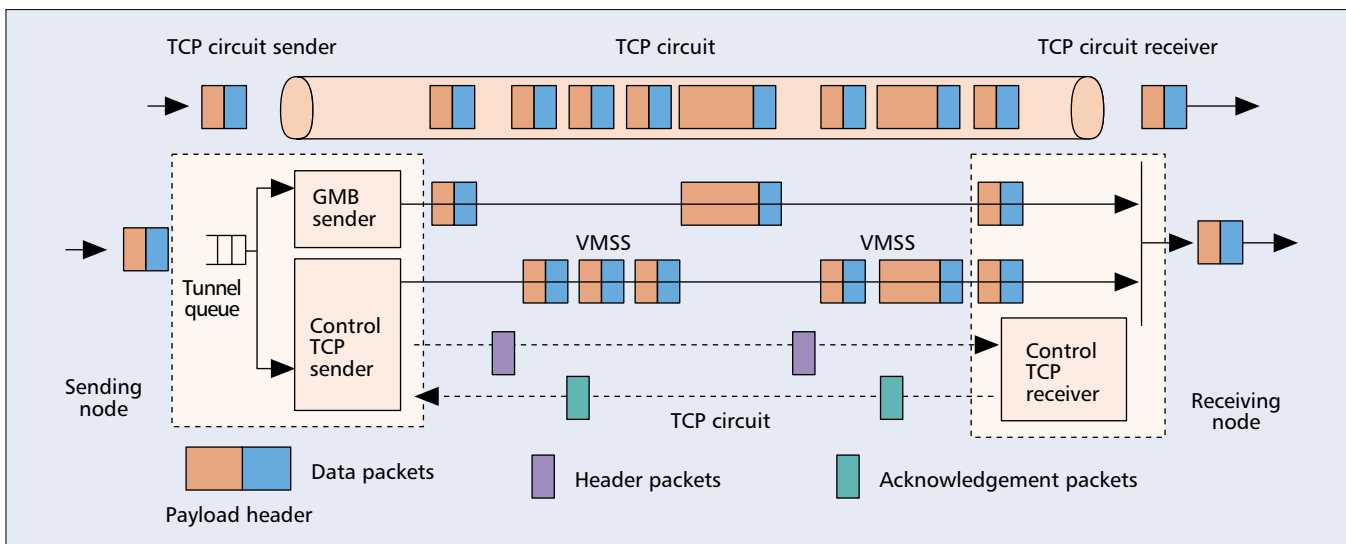 TCP circuit sender
TCP circuit
TCP circuit receiver
GMB
sender
VMSS
VMSS
Tunnel
queue
Control
TCP
sender
Control
TCP
receiver
Sending
node
TCP circuit
Receiving
node
Data packets
Header packets
Acknowledgement packets
Payload header